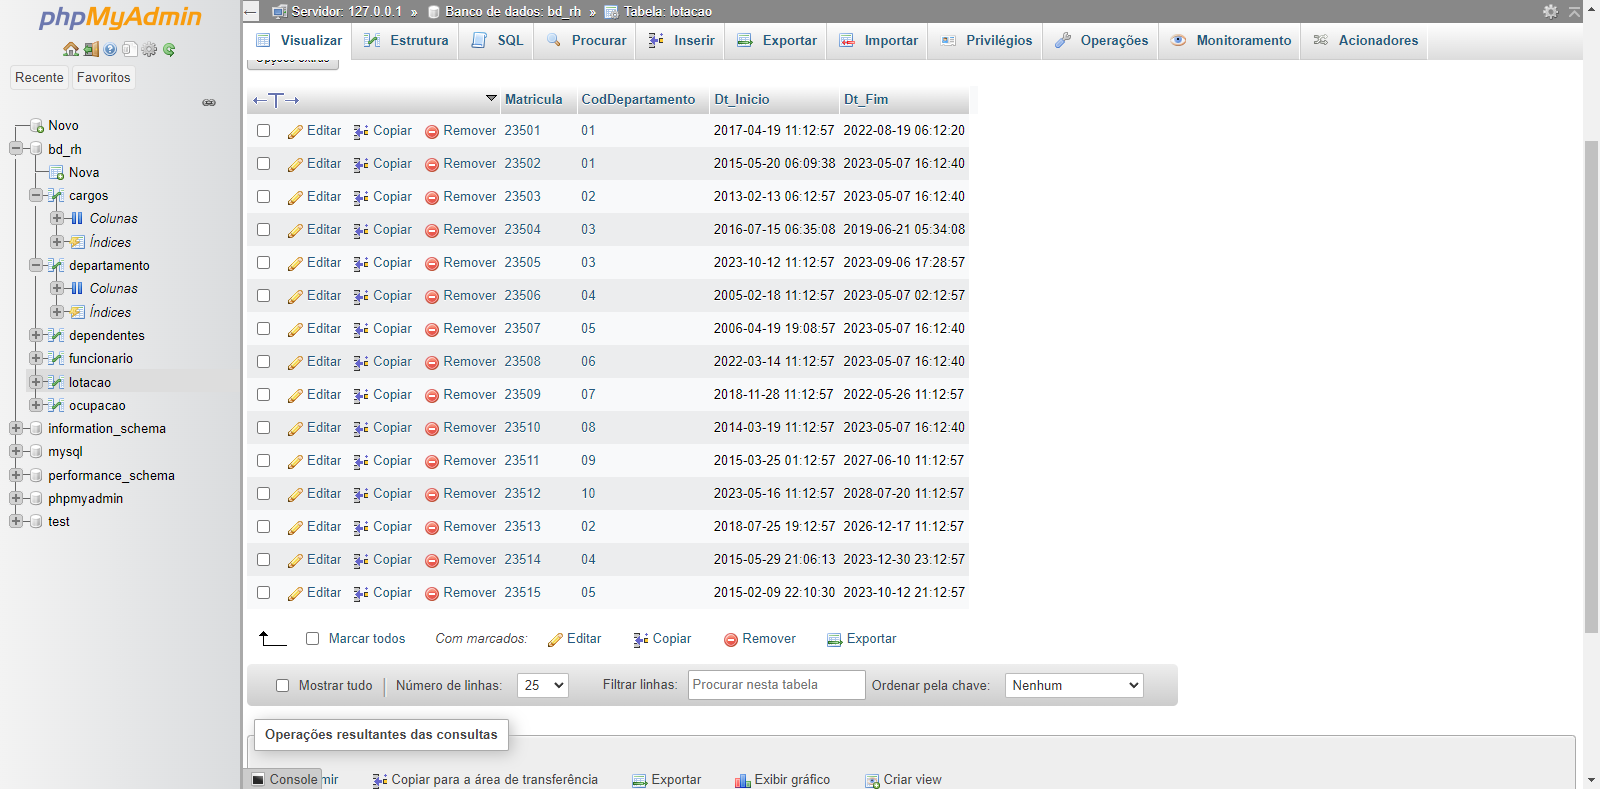 phpMyAdmin
Recente Favoritos
Novo
bd_rh
Nova
cargos
Colunas
Índices
departamento
Colunas
Índices
dependentes
funcionario
lotacao
ocupacao
information_schema
mysql
performance_schema
phpmyadmin
test
Servidor: 127.0.0.1 » Banco de dados: bd_rh » Tabela: lotacao
Visualizar Estrutura SQL Procurar Inserir Exportar Importar Privilégios Operações Monitoramento Acionadores
Opções extras
←T→ Matricula CodDepartamento Dt_Inicio Dt_Fim
Editar Copiar Remover 23501 01 2017-04-19 11:12:57 2022-08-19 06:12:20
Editar Copiar Remover 23502 01 2015-05-20 06:09:38 2023-05-07 16:12:40
Editar Copiar Remover 23503 02 2013-02-13 06:12:57 2023-05-07 16:12:40
Editar Copiar Remover 23504 03 2016-07-15 06:35:08 2019-06-21 05:34:08
Editar Copiar Remover 23505 03 2023-10-12 11:12:57 2023-09-06 17:28:57
Editar Copiar Remover 23506 04 2005-02-18 11:12:57 2023-05-07 02:12:57
Editar Copiar Remover 23507 05 2006-04-19 19:08:57 2023-05-07 16:12:40
Editar Copiar Remover 23508 06 2022-03-14 11:12:57 2023-05-07 16:12:40
Editar Copiar Remover 23509 07 2018-11-28 11:12:57 2022-05-26 11:12:57
Editar Copiar Remover 23510 08 2014-03-19 11:12:57 2023-05-07 16:12:40
Editar Copiar Remover 23511 09 2015-03-25 01:12:57 2027-06-10 11:12:57
Editar Copiar Remover 23512 10 2023-05-16 11:12:57 2028-07-20 11:12:57
Editar Copiar Remover 23513 02 2018-07-25 19:12:57 2026-12-17 11:12:57
Editar Copiar Remover 23514 04 2015-05-29 21:06:13 2023-12-30 23:12:57
Editar Copiar Remover 23515 05 2015-02-09 22:10:30 2023-10-12 21:12:57
Marcar todos Com marcados: Editar Copiar Remover Exportar
Mostrar tudo Número de linhas: 25 Filtrar linhas: Procurar nesta tabela Ordenar pela chave: Nenhum
Operações resultantes das consultas
Console mir Copiar para a área de transferência Exportar Exibir gráfico Criar view